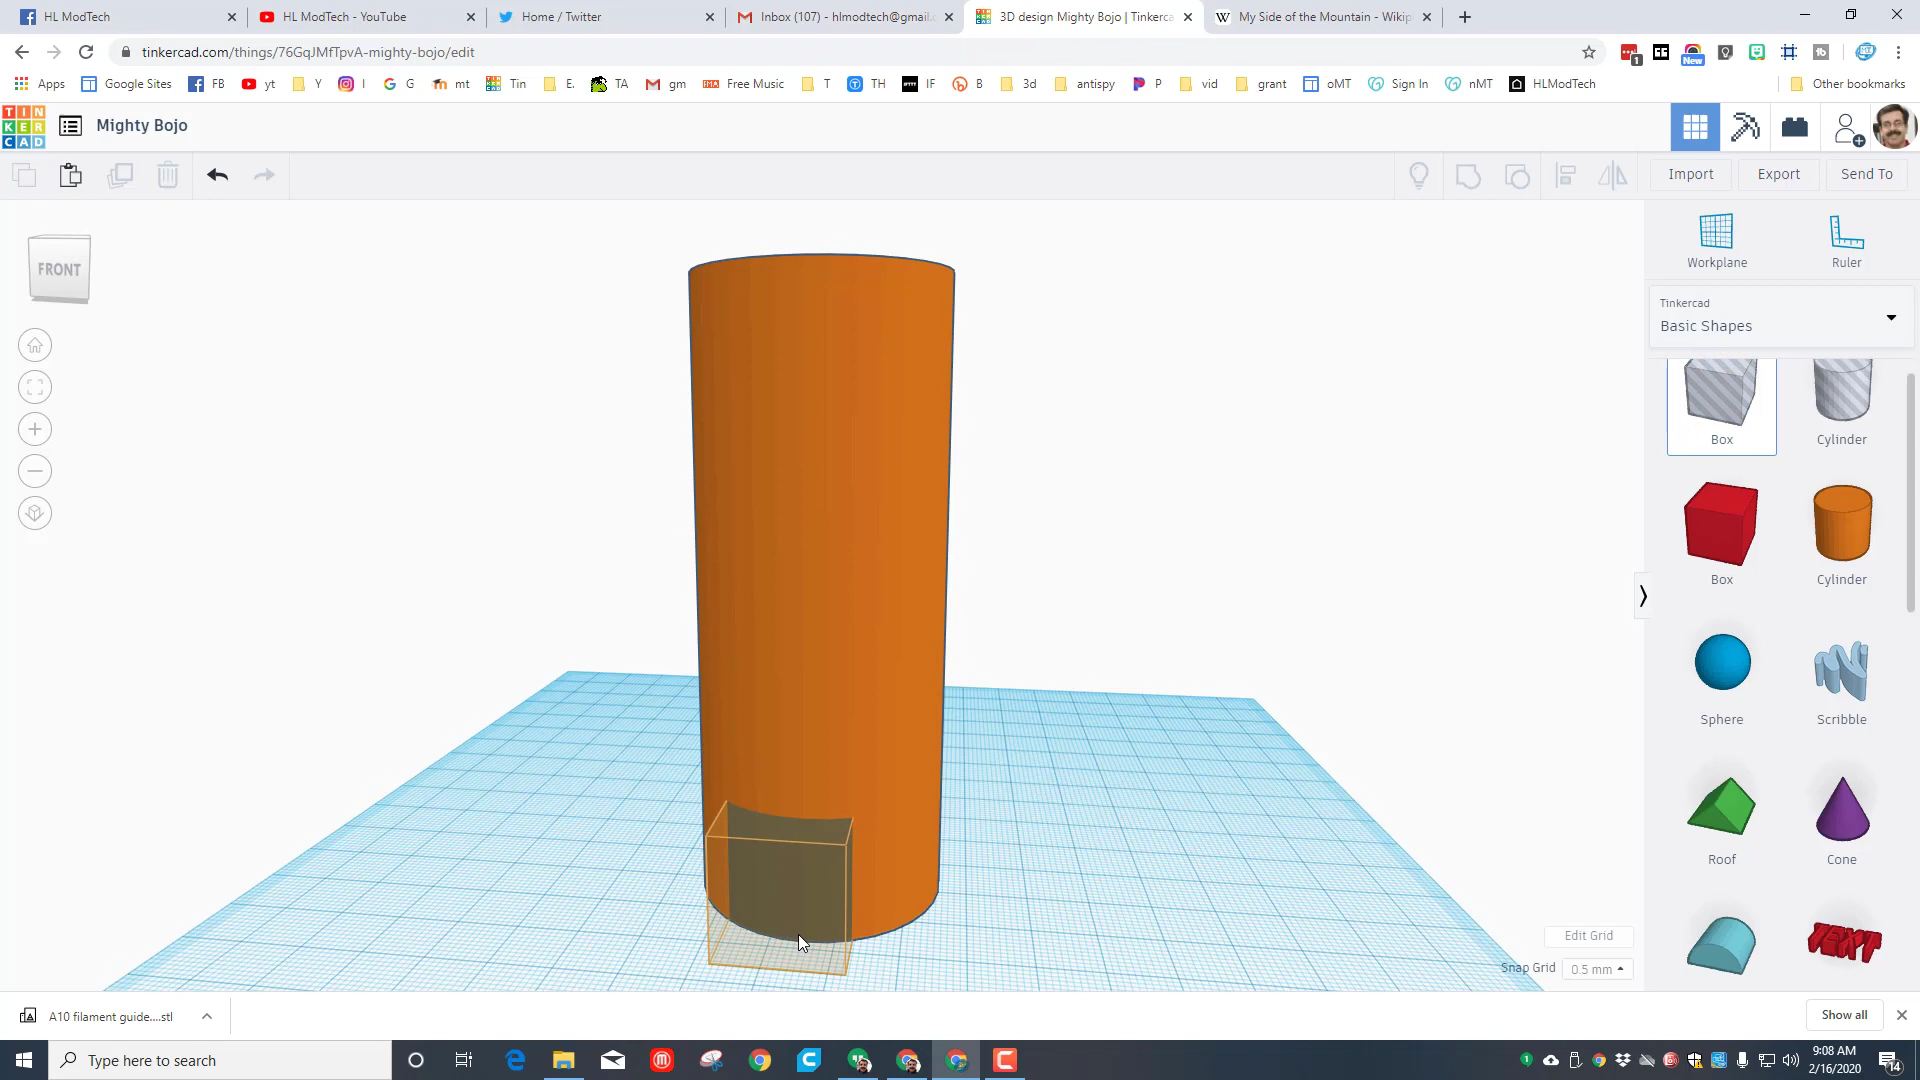 HL ModTech
HL ModTech - YouTube
Home / Twitter
Inbox (107) - hlmodtech@gmail.
3D design Mighty Bojo | Tinkerca
My Side of the Mountain - Wikip
tinkercad.com/things/76GqJMfTpvA-mighty-bojo/edit
1
New
Apps
Google Sites
FB
yt
Y
I
G
mt
Tin
E.
TA
gm
Free Music
T
TH
IF
B
3d
antispy
P
vid
grant
oMT
Sign In
nMT
HLModTech
Other bookmarks
TIN
KER
CAD
Mighty Bojo
Import
Export
Send To
FRONT
Workplane
Ruler
Tinkercad
Basic Shapes
Box
Cylinder
Box
Cylinder
Sphere
Scribble
Roof
Cone
TEXT
Edit Grid
Snap Grid
0.5 mm
A10 filament guide....stl
Show all
Type here to search
9:08 AM
2/16/2020
14